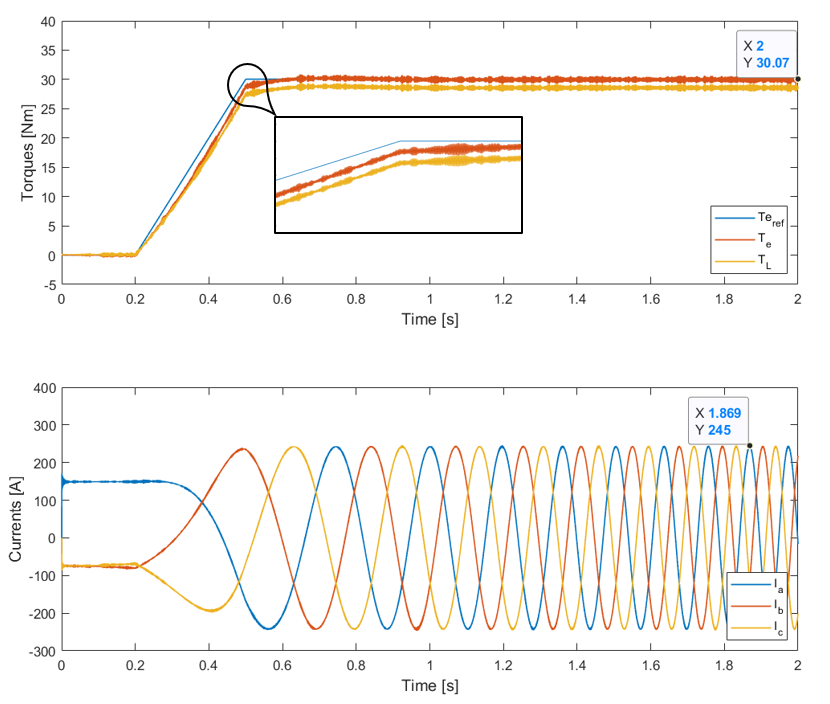 40
35
30
25
20
15
10
5
0
-5
Torques [Nm]
X 2
Y 30.07
Te_ref
T_e
T_L
0 0.2 0.4 0.6 0.8 1 1.2 1.4 1.6 1.8 2
Time [s]
400
300
200
100
0
-100
-200
-300
Currents [A]
X 1.869
Y 245
I_a
I_b
I_c
0 0.2 0.4 0.6 0.8 1 1.2 1.4 1.6 1.8 2
Time [s]